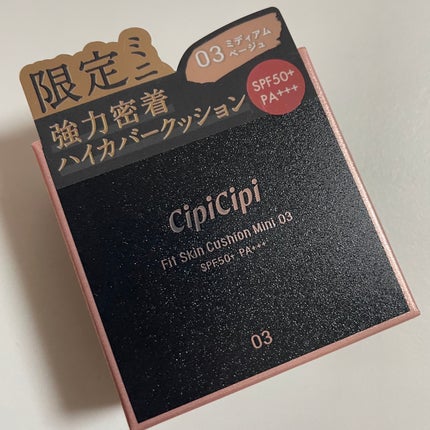 限定ミニ
03 ミディアム
ベージュ
強力密着
ハイカバークッション
SPF50+
PA+++
CipiCipi
Fit Skin Cushion Mini 03
SPF50+ PA+++
03